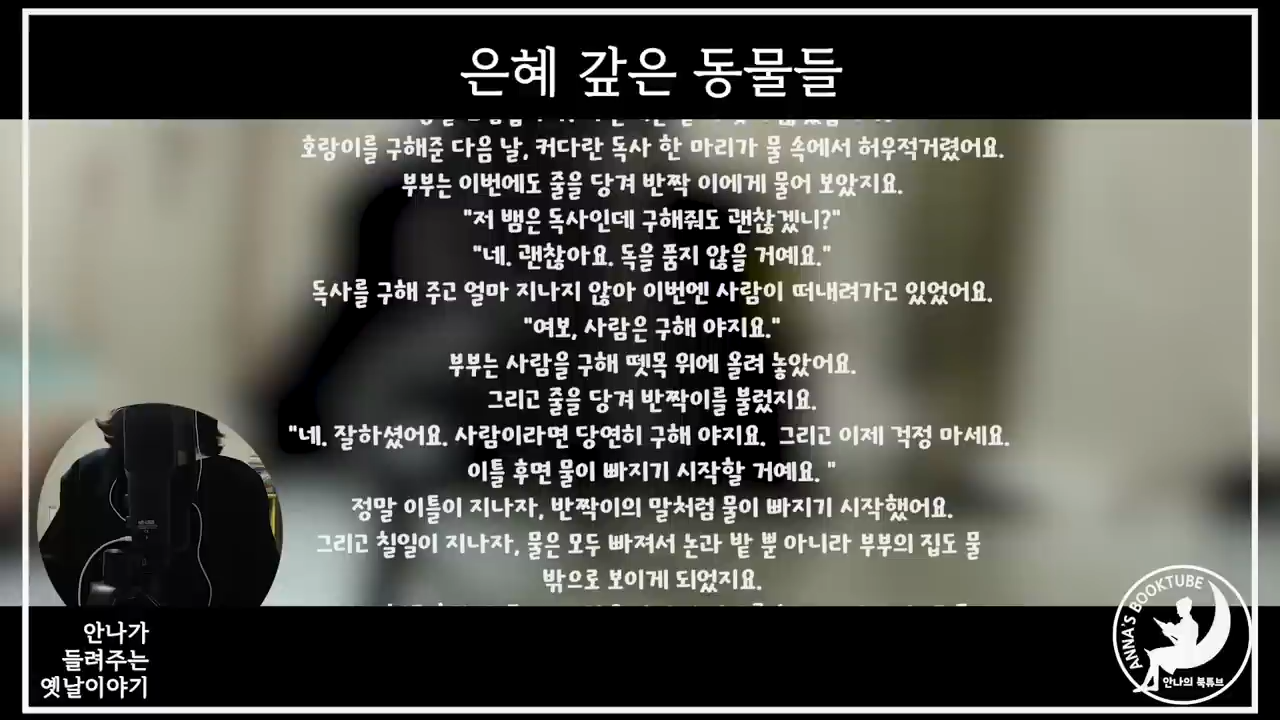 은혜 갚은 동물들
호랑이를 구해준 다음 날, 커다란 독사 한 마리가 물 속에서 허우적거렸어요.
부부는 이번에도 줄을 당겨 반짝 이에게 물어 보았지요.
"저 뱀은 독사인데 구해줘도 괜찮겠니?"
"네. 괜찮아요. 독을 품지 않을 거예요."
독사를 구해 주고 얼마 지나지 않아 이번엔 사람이 떠내려가고 있었어요.
"여보, 사람은 구해 야지요."
부부는 사람을 구해 뗏목 위에 올려 놓았어요.
그리고 줄을 당겨 반짝이를 불렀지요.
"네. 잘하셨어요. 사람이라면 당연히 구해 야지요. 그리고 이제 걱정 마세요.
이틀 후면 물이 빠지기 시작할 거예요. "
정말 이틀이 지나자, 반짝이의 말처럼 물이 빠지기 시작했어요.
그리고 칠일이 지나자, 물은 모두 빠져서 논과 밭 뿐 아니라 부부의 집도 물
밖으로 보이게 되었지요.
안나가
들려주는
옛날이야기
ANNA'S BOOKTUBE
안나의 북튜브